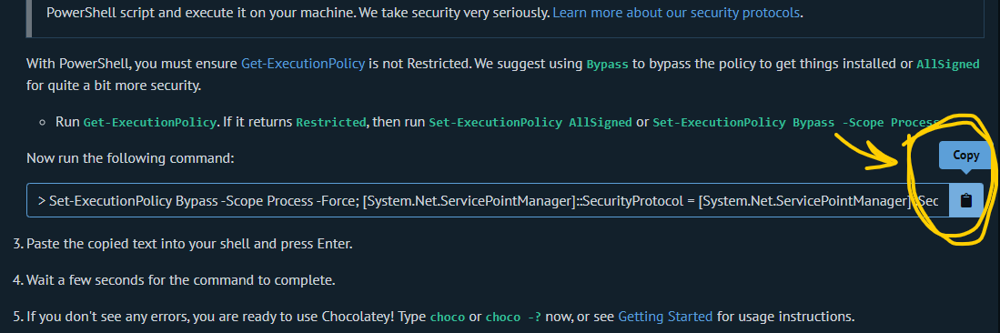 PowerShell script and execute it on your machine. We take security very seriously. Learn more about our security protocols.
With PowerShell, you must ensure Get-ExecutionPolicy is not Restricted. We suggest using Bypass to bypass the policy to get things installed or AllSigned
for quite a bit more security.
Run Get-ExecutionPolicy. If it returns Restricted, then run Set-ExecutionPolicy AllSigned or Set-ExecutionPolicy Bypass -Scope Process
Now run the following command:
Copy
> Set-ExecutionPolicy Bypass -Scope Process -Force; [System.Net.ServicePointManager]::SecurityProtocol = [System.Net.ServicePointManager]::Sec
3. Paste the copied text into your shell and press Enter.
4. Wait a few seconds for the command to complete.
5. If you don't see any errors, you are ready to use Chocolatey! Type choco or choco -? now, or see Getting Started for usage instructions.